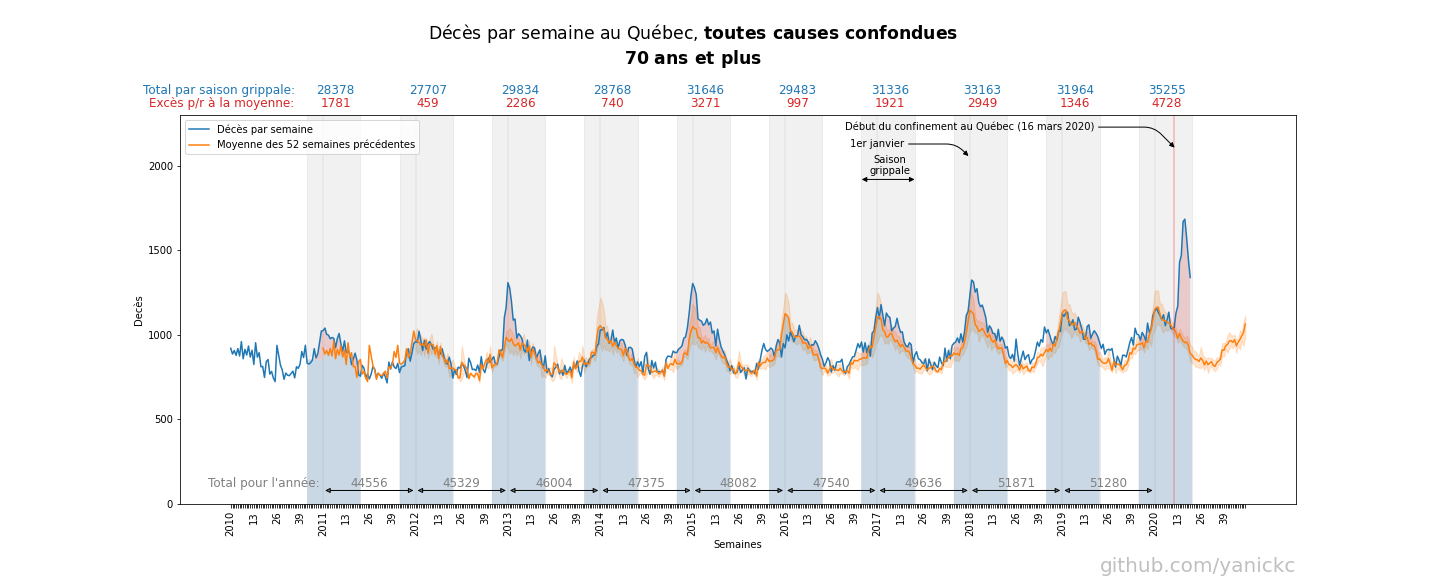 Décès par semaine au Québec, toutes causes confondues
70 ans et plus
Total par saison grippale: 28378 27707 29834 28768 31646 29483 31336 33163 31964 35255
Excès p/r à la moyenne: 1781 459 2286 740 3271 997 1921 2949 1346 4728
Décès par semaine
Moyenne des 52 semaines précédentes
Début du confinement au Québec (16 mars 2020)
1er janvier
Saison
grippale
Decès
2000
1500
1000
500
0
Total pour l'année: 44556 45329 46004 47375 48082 47540 49636 51871 51280
2010 13 26 39 2011 13 26 39 2012 13 26 39 2013 13 26 39 2014 13 26 39 2015 13 26 39 2016 13 26 39 2017 13 26 39 2018 13 26 39 2019 13 26 39 2020 13 26 39
Semaines
github.com/yanickc